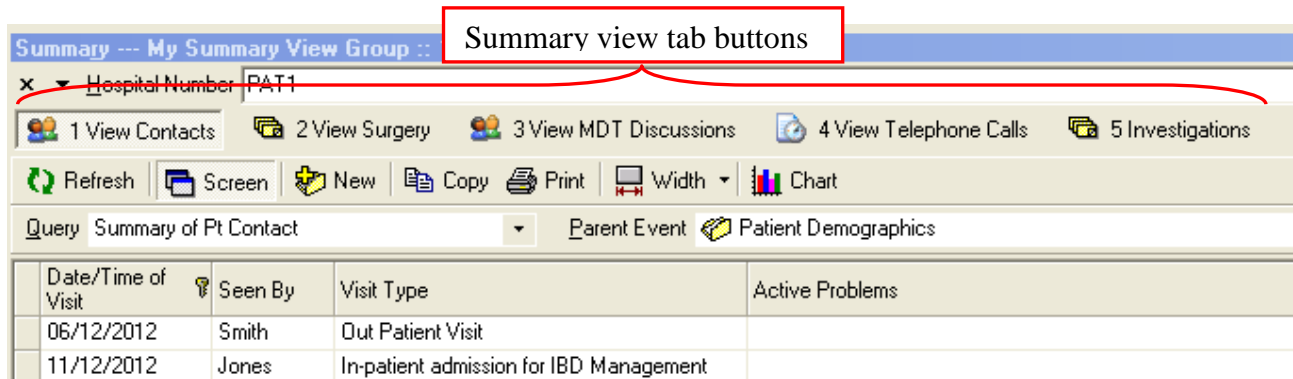 Summary view tab buttons
Summary --- My Summary View Group ::
Hospital Number PAT1
1 View Contacts 2 View Surgery 3 View MDT Discussions 4 View Telephone Calls 5 Investigations
Refresh Screen New Copy Print Width Chart
Query Summary of Pt Contact Parent Event Patient Demographics
Date/Time of Visit Seen By Visit Type Active Problems
06/12/2012 Smith Out Patient Visit
11/12/2012 Jones In-patient admission for IBD Management